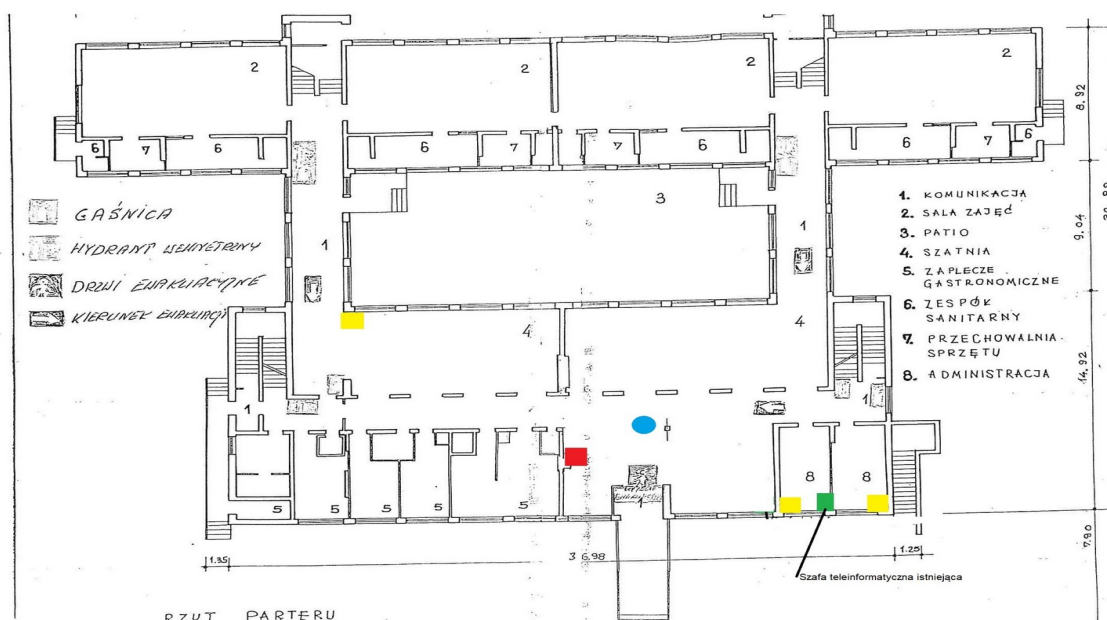 2
2
2
2
6
7
6
6
7
7
6
6
7
6
8.92
3
1
1
9.04
4
4
14.92
GAŚNICA
HYDRANT WEWNĘTRZNY
DRZWI EWAKUACYJNE
KIERUNEK EWAKUACJI
1. KOMUNIKACJA
2. SALA ZAJĘĆ
3. PATIO
4. SZATNIA
5. ZAPLECZE
GASTRONOMICZNE
6. ZESPÓŁ
SANITARNY
7. PRZECHOWALNIA
SPRZĘTU
8. ADMINISTRACJA
1
1
8
8
5
5
5
5
5
1
7.90
1.35
36.98
1.25
Szafa teleinformatyczna istniejąca
RZUT PARTERU